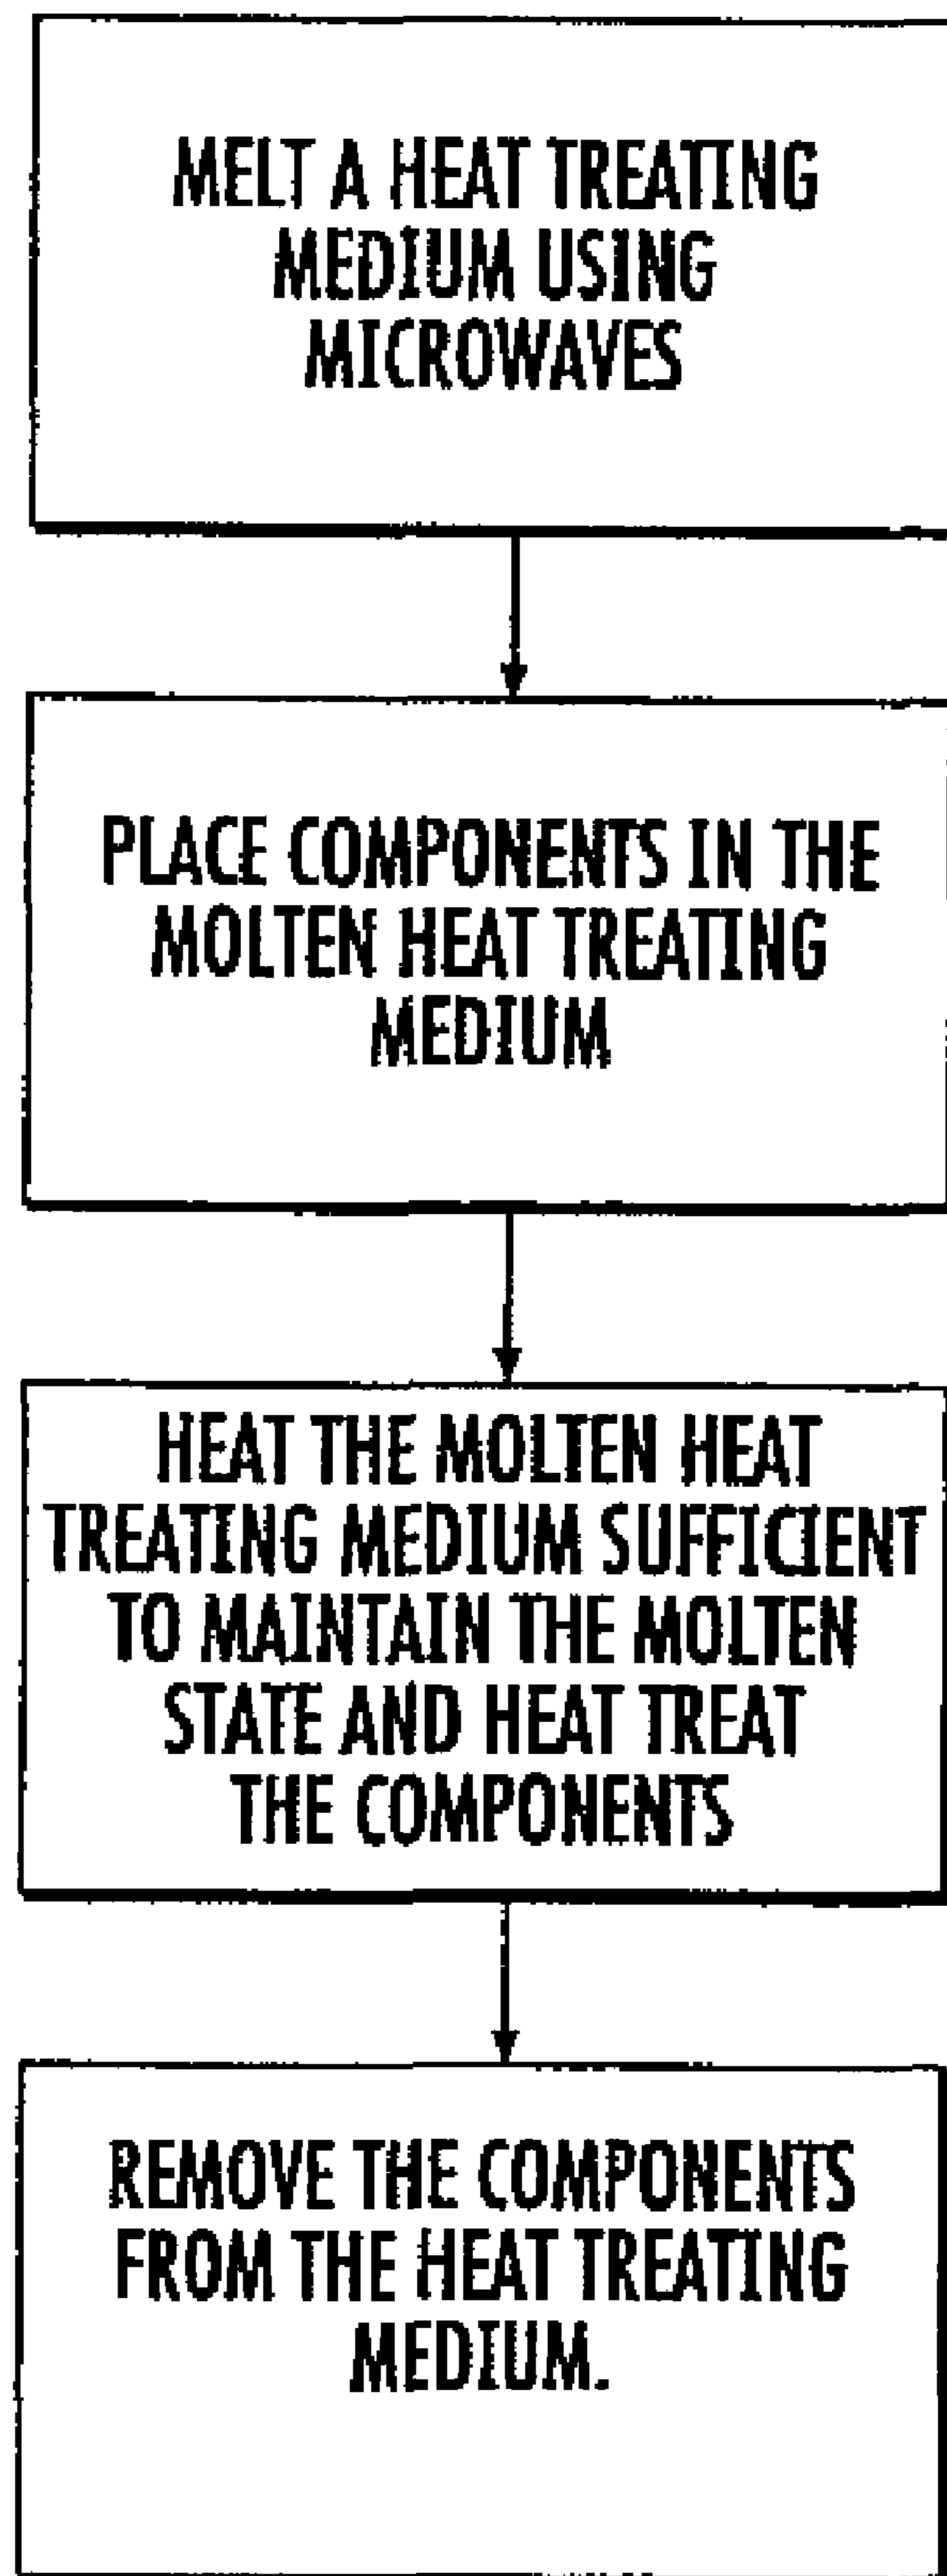 MELT A HEAT TREATING
MEDIUM USING
MICROWAVES
PLACE COMPONENTS IN THE
MOLTEN HEAT TREATING
MEDIUM
HEAT THE MOLTEN HEAT
TREATING MEDIUM SUFFICIENT
TO MAINTAIN THE MOLTEN
STATE AND HEAT TREAT
THE COMPONENTS
REMOVE THE COMPONENTS
FROM THE HEAT TREATING
MEDIUM.